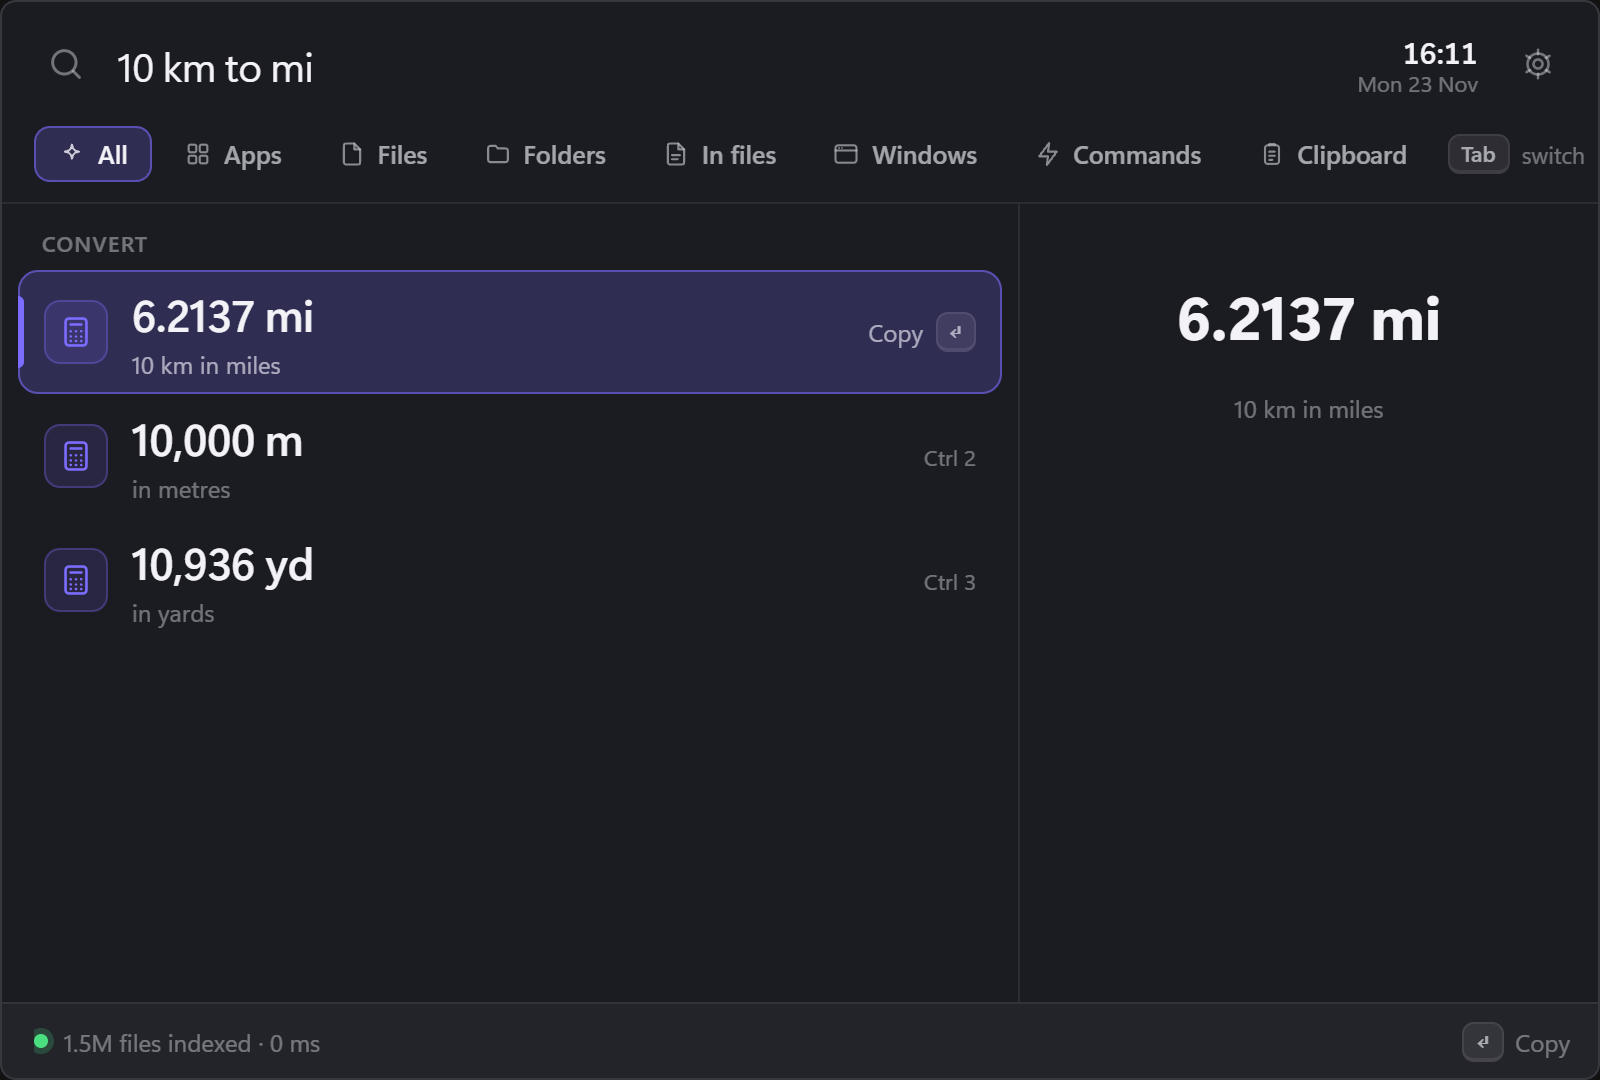 10 km to mi
16:11
Mon 23 Nov
All Apps Files Folders In files Windows Commands Clipboard Tab switch
CONVERT
6.2137 mi
10 km in miles
Copy
10,000 m
in metres
Ctrl 2
10,936 yd
in yards
Ctrl 3
6.2137 mi
10 km in miles
1.5M files indexed · 0 ms
Copy